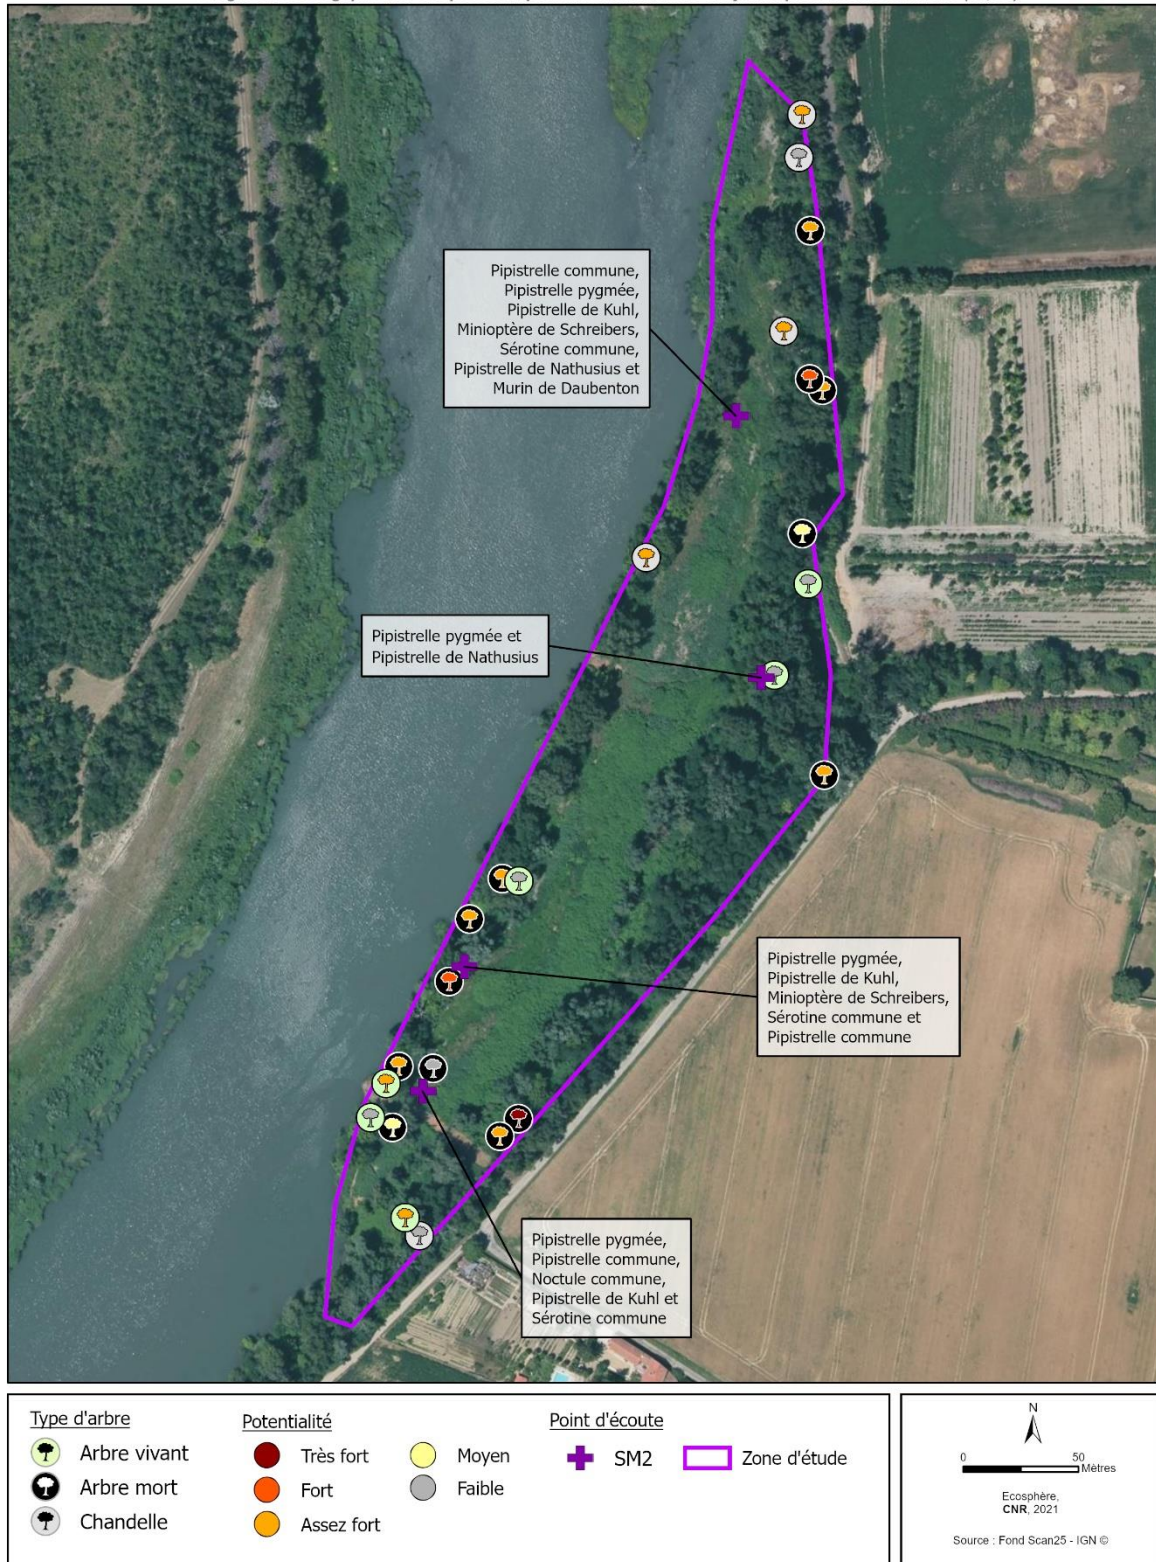 Pipistrelle commune,
Pipistrelle pygmée,
Pipistrelle de Kuhl,
Minioptère de Schreibers,
Sérotine commune,
Pipistrelle de Nathusius et
Murin de Daubenton
Pipistrelle pygmée et
Pipistrelle de Nathusius
Pipistrelle pygmée,
Pipistrelle de Kuhl,
Minioptère de Schreibers,
Sérotine commune et
Pipistrelle commune
Pipistrelle pygmée,
Pipistrelle commune,
Noctule commune,
Pipistrelle de Kuhl et
Sérotine commune
Type d'arbre
Arbre vivant
Arbre mort
Chandelle
Potentialité
Très fort
Fort
Assez fort
Moyen
Faible
Point d'écoute
SM2
Zone d'étude
N
0 50
Mètres
Ecosphère,
CNR, 2021
Source : Fond Scan25 - IGN ©